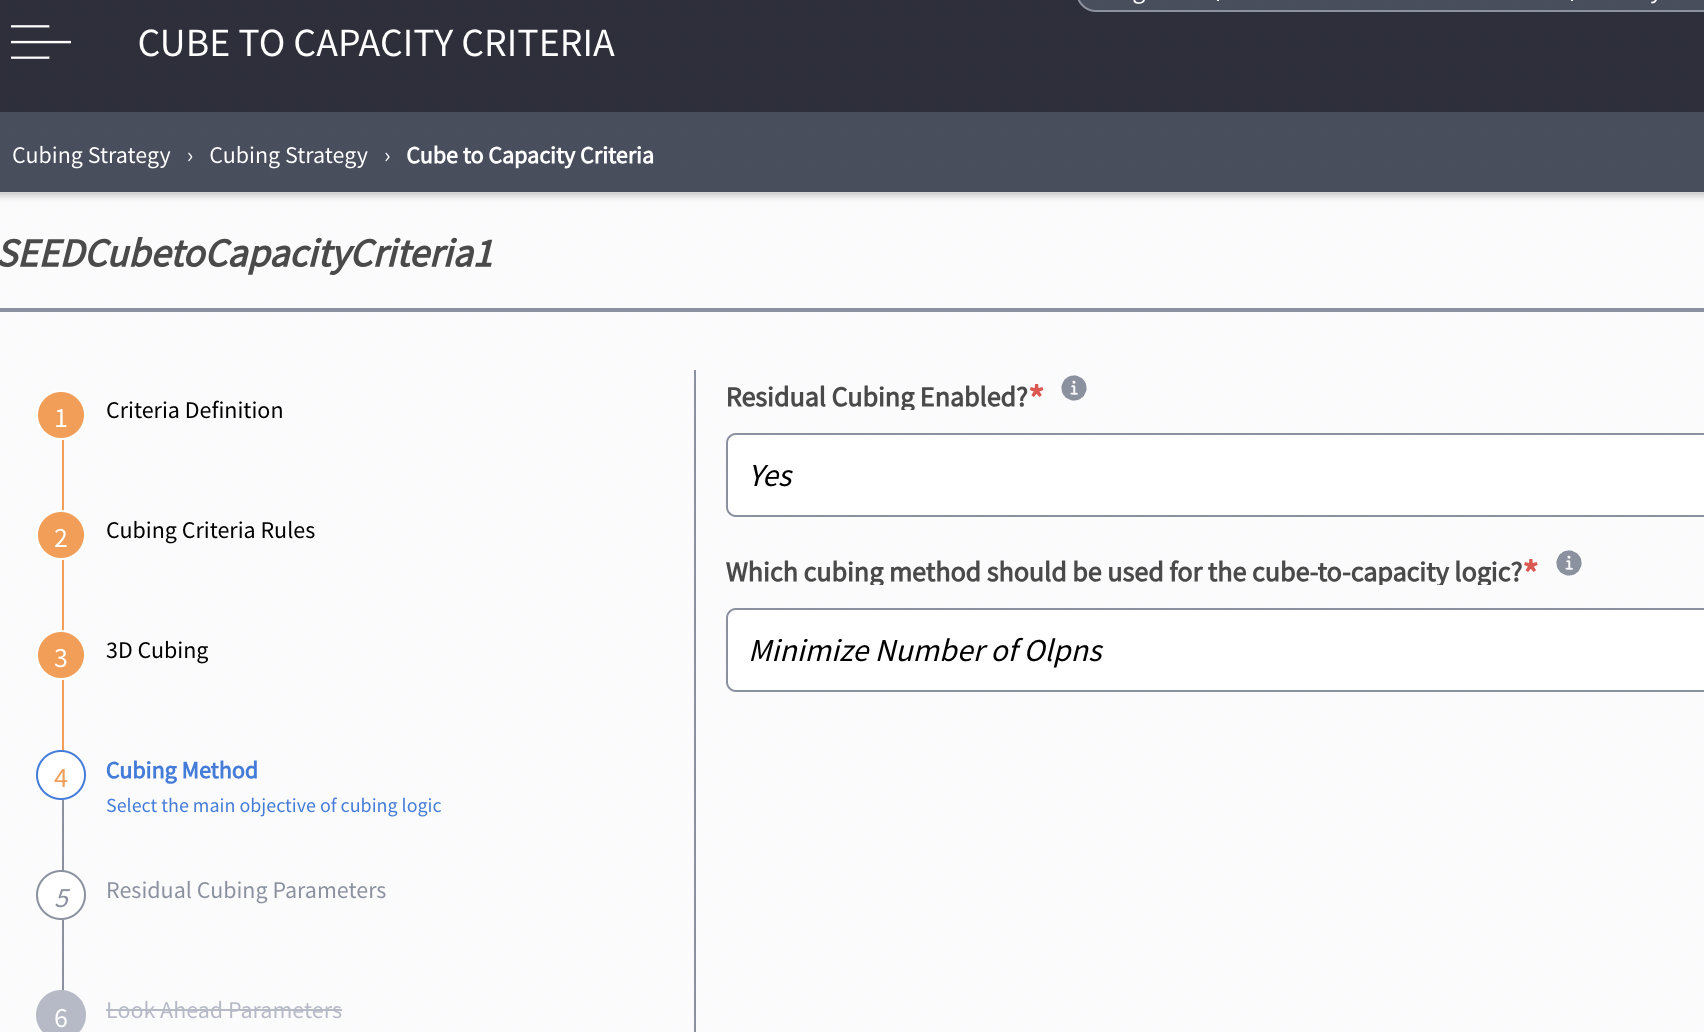 CUBE TO CAPACITY CRITERIA
Cubing Strategy › Cubing Strategy › Cube to Capacity Criteria
SEEDCubetoCapacityCriteria1
1 Criteria Definition
2 Cubing Criteria Rules
3 3D Cubing
4 Cubing Method
Select the main objective of cubing logic
5 Residual Cubing Parameters
6 Look Ahead Parameters
Residual Cubing Enabled?* i
Yes
Which cubing method should be used for the cube-to-capacity logic?* i
Minimize Number of Olpns